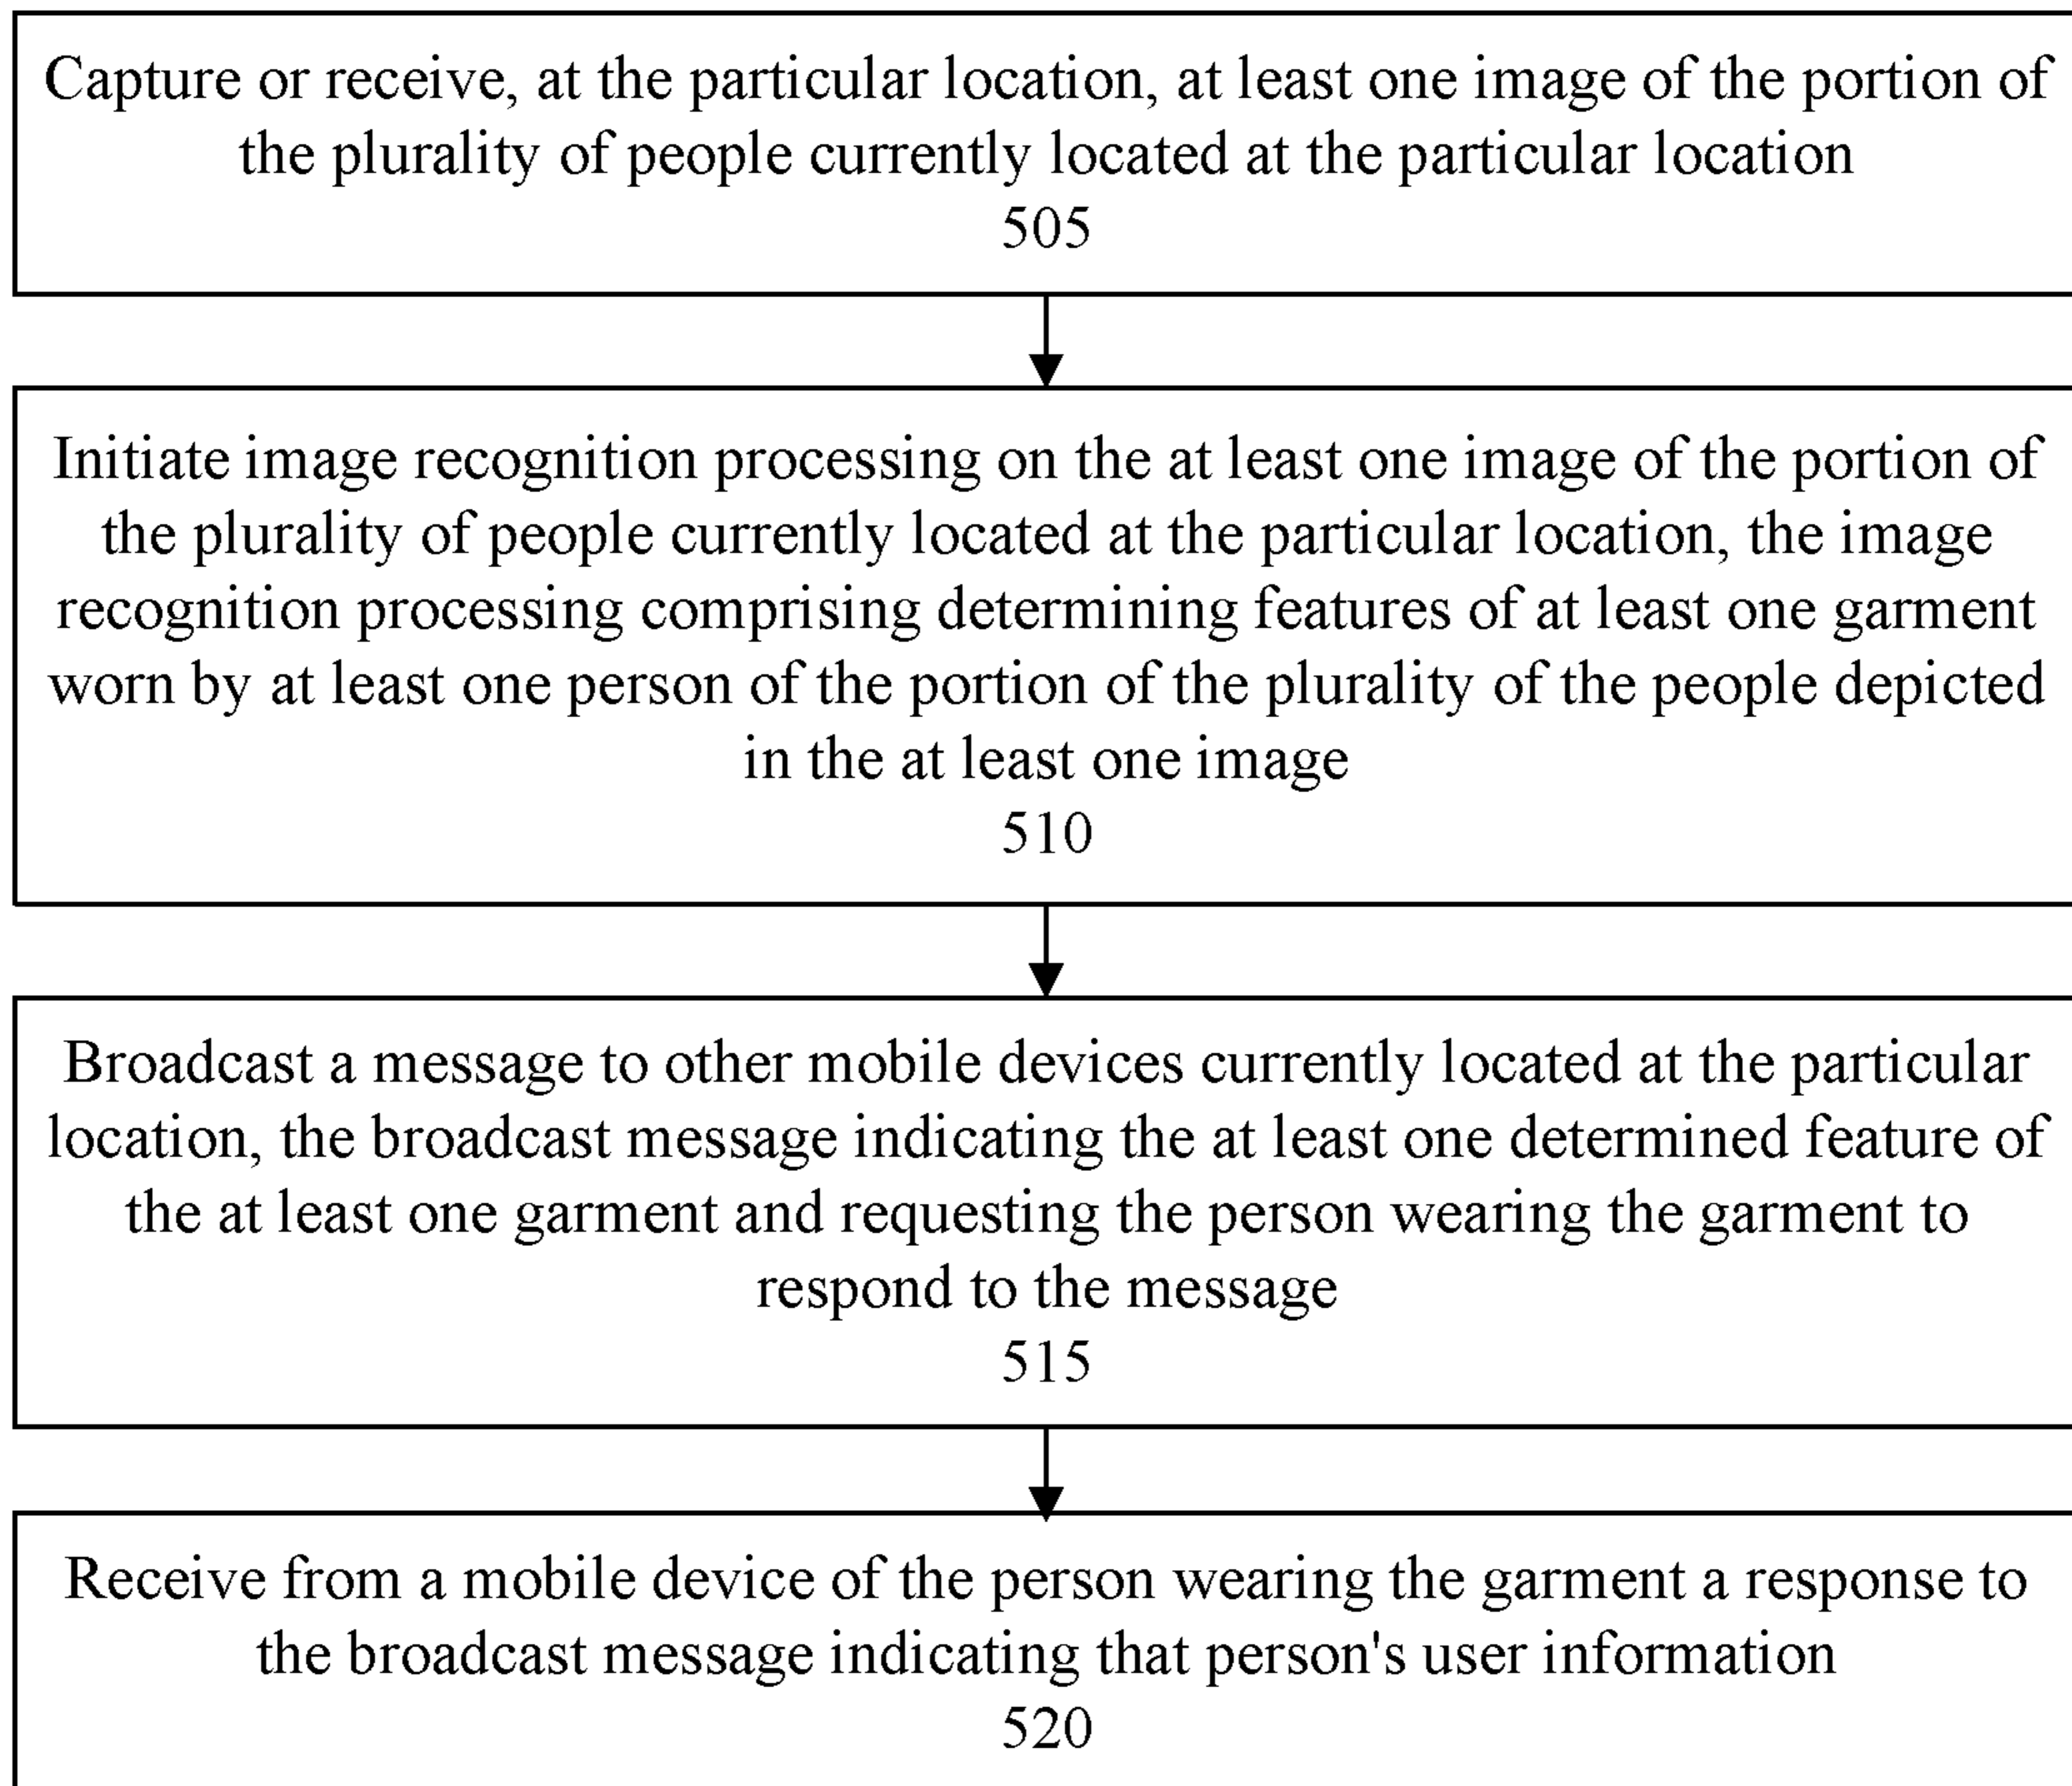 Capture or receive, at the particular location, at least one image of the portion of
the plurality of people currently located at the particular location
505
Initiate image recognition processing on the at least one image of the portion of
the plurality of people currently located at the particular location, the image
recognition processing comprising determining features of at least one garment
worn by at least one person of the portion of the plurality of the people depicted
in the at least one image
510
Broadcast a message to other mobile devices currently located at the particular
location, the broadcast message indicating the at least one determined feature of
the at least one garment and requesting the person wearing the garment to
respond to the message
515
Receive from a mobile device of the person wearing the garment a response to
the broadcast message indicating that person's user information
520